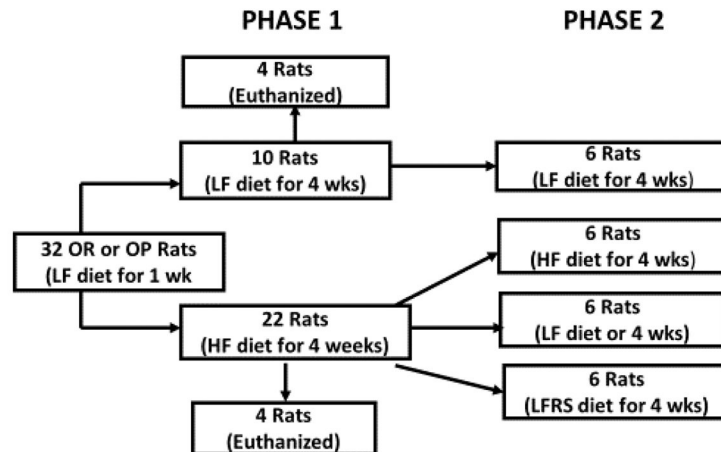 PHASE 1
PHASE 2
4 Rats
(Euthanized)
10 Rats
(LF diet for 4 wks)
6 Rats
(LF diet for 4 wks)
32 OR or OP Rats
(LF diet for 1 wk
6 Rats
(HF diet for 4 wks)
22 Rats
(HF diet for 4 weeks)
6 Rats
(LF diet or 4 wks)
6 Rats
(LFRS diet for 4 wks)
4 Rats
(Euthanized)